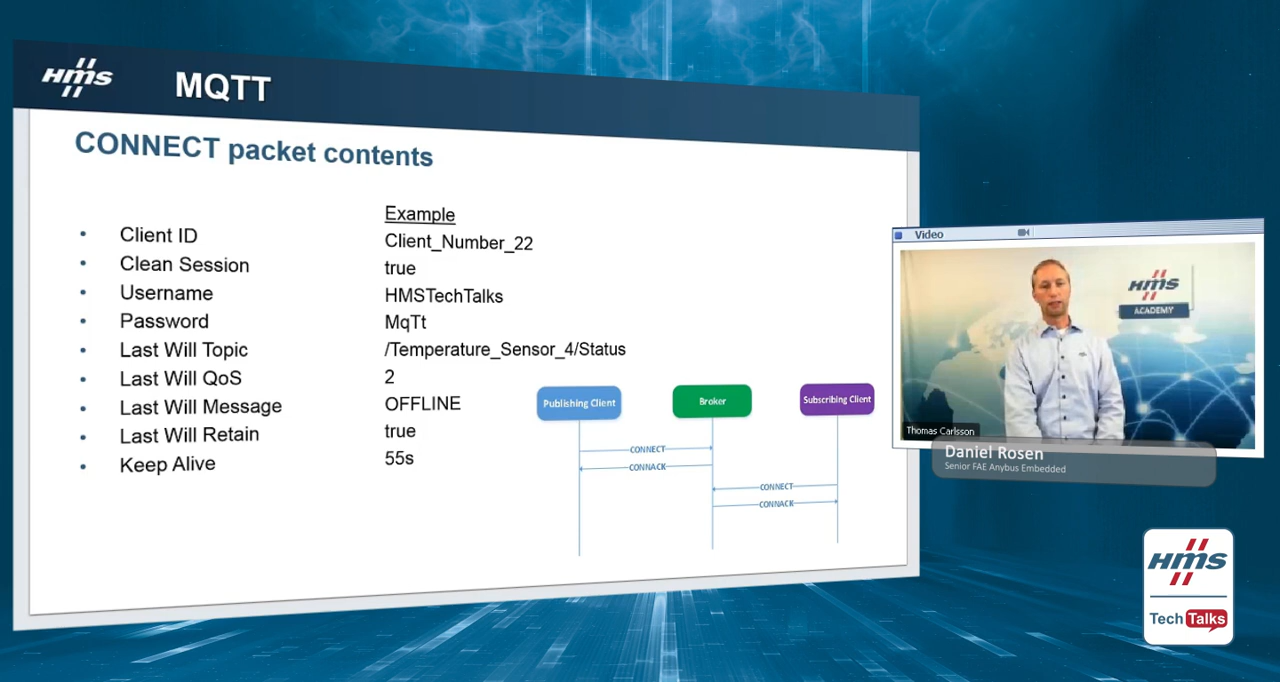 HMS
MQTT
CONNECT packet contents
Example
• Client ID Client_Number_22
• Clean Session true
• Username HMSTechTalks
• Password MqTt
• Last Will Topic /Temperature_Sensor_4/Status
• Last Will QoS 2
• Last Will Message OFFLINE
• Last Will Retain true
• Keep Alive 55s
Publishing Client
Broker
Subscribing Client
CONNECT
CONNACK
CONNECT
CONNACK
Video
HMS
ACADEMY
Thomas Carlsson
Daniel Rosen
Senior FAE Anybus Embedded
HMS
Tech Talks